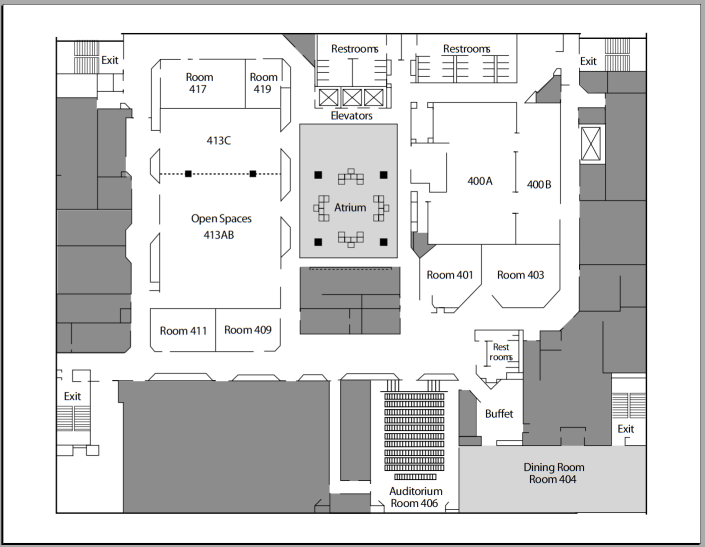 Restrooms
Restrooms
Exit
Exit
Room
417
Room
419
Elevators
413C
400A
400B
Atrium
Open Spaces
413AB
Room 401
Room 403
Room 411
Room 409
Rest
rooms
Exit
Buffet
Exit
Dining Room
Room 404
Auditorium
Room 406